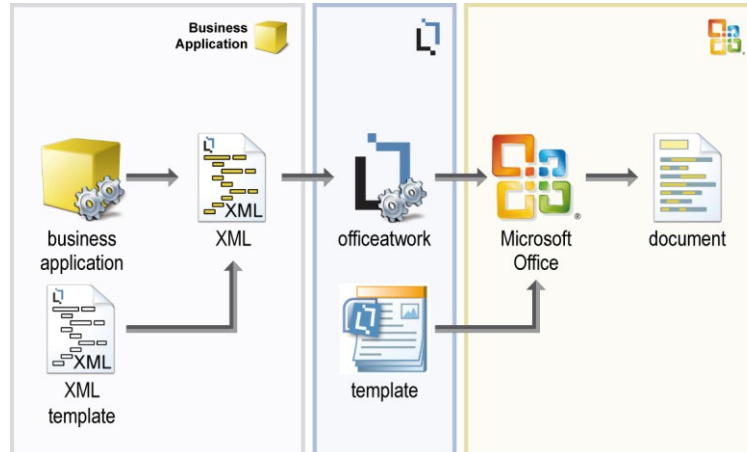 Business
Application
XML
business
application
XML
officeatwork
Microsoft
Office
document
XML
XML
template
template